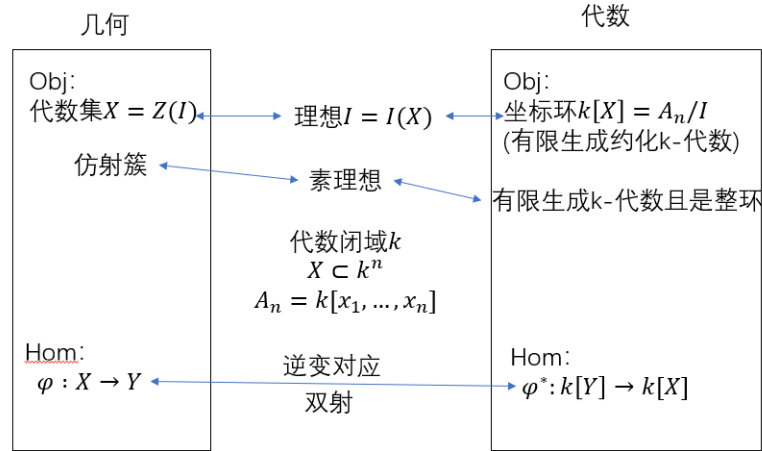 几何
代数
Obj:
代数集X = Z(I)
理想I = I(X)
Obj:
坐标环k[X] = A_n/I
(有限生成约化k-代数)
仿射簇
素理想
有限生成k-代数且是整环
代数闭域k
X ⊂ k^n
A_n = k[x_1, …, x_n]
Hom:
φ : X → Y
逆变对应
双射
Hom:
φ*: k[Y] → k[X]